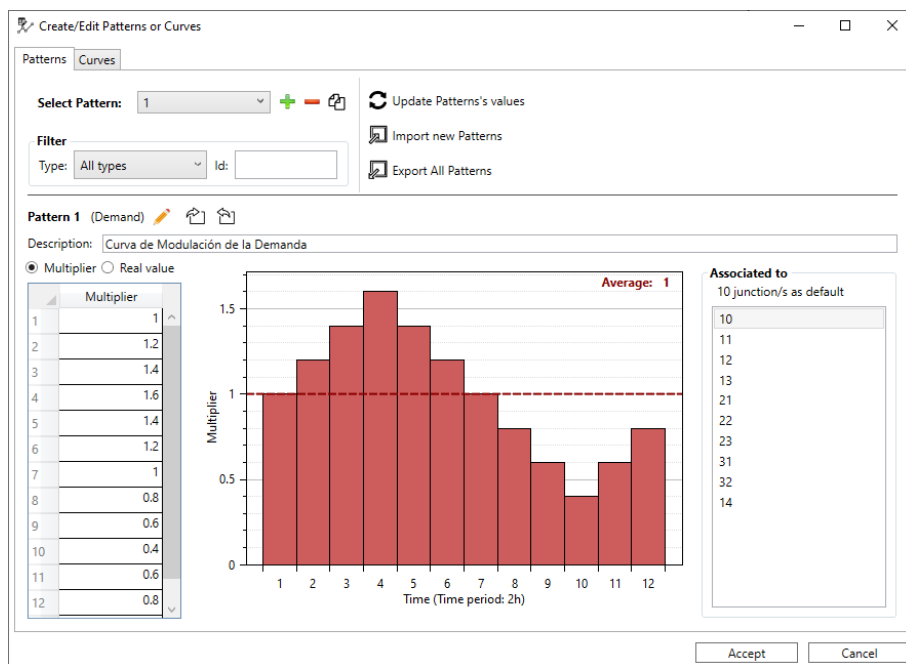 Create/Edit Patterns or Curves
Patterns Curves
Select Pattern: 1
Update Patterns's values
Filter
Import new Patterns
Type: All types Id:
Export All Patterns
Pattern 1 (Demand)
Description: Curva de Modulación de la Demanda
Multiplier Real value
Multiplier
1 1
2 1.2
3 1.4
4 1.6
5 1.4
6 1.2
7 1
8 0.8
9 0.6
10 0.4
11 0.6
12 0.8
Average: 1
Multiplier
1.5
1
0.5
0
1 2 3 4 5 6 7 8 9 10 11 12
Time (Time period: 2h)
Associated to
10 junction/s as default
10
11
12
13
21
22
23
31
32
14
Accept Cancel